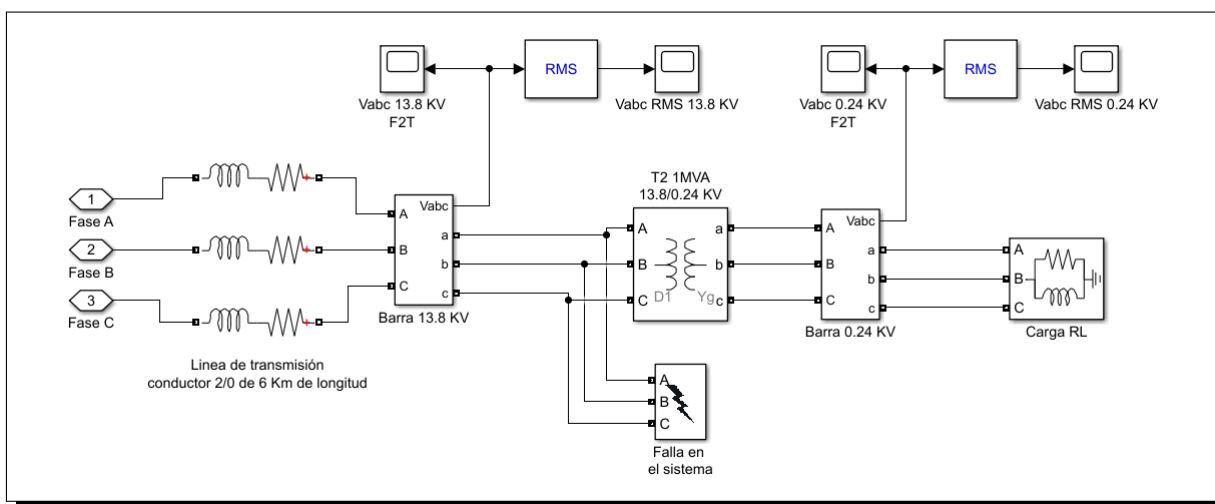 RMS
RMS
Vabc 13.8 KV
F2T
Vabc RMS 13.8 KV
Vabc 0.24 KV
F2T
Vabc RMS 0.24 KV
1
Fase A
2
Fase B
3
Fase C
Linea de transmisión
conductor 2/0 de 6 Km de longitud
Vabc
A
a
B
b
C
c
Barra 13.8 KV
T2 1MVA
13.8/0.24 KV
A
a
B
b
C
D1
Yg
c
Vabc
A
a
B
b
C
c
Barra 0.24 KV
A
B
C
Carga RL
A
B
C
Falla en
el sistema